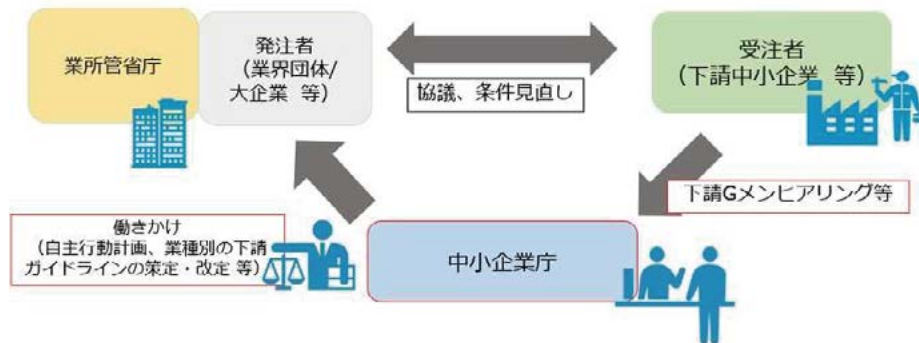 業所管省庁
発注者
（業界団体/
大企業 等）
協議、条件見直し
受注者
（下請中小企業 等）
下請Gメンヒアリング等
働きかけ
（自主行動計画、業種別の下請
ガイドラインの策定・改定 等）
中小企業庁